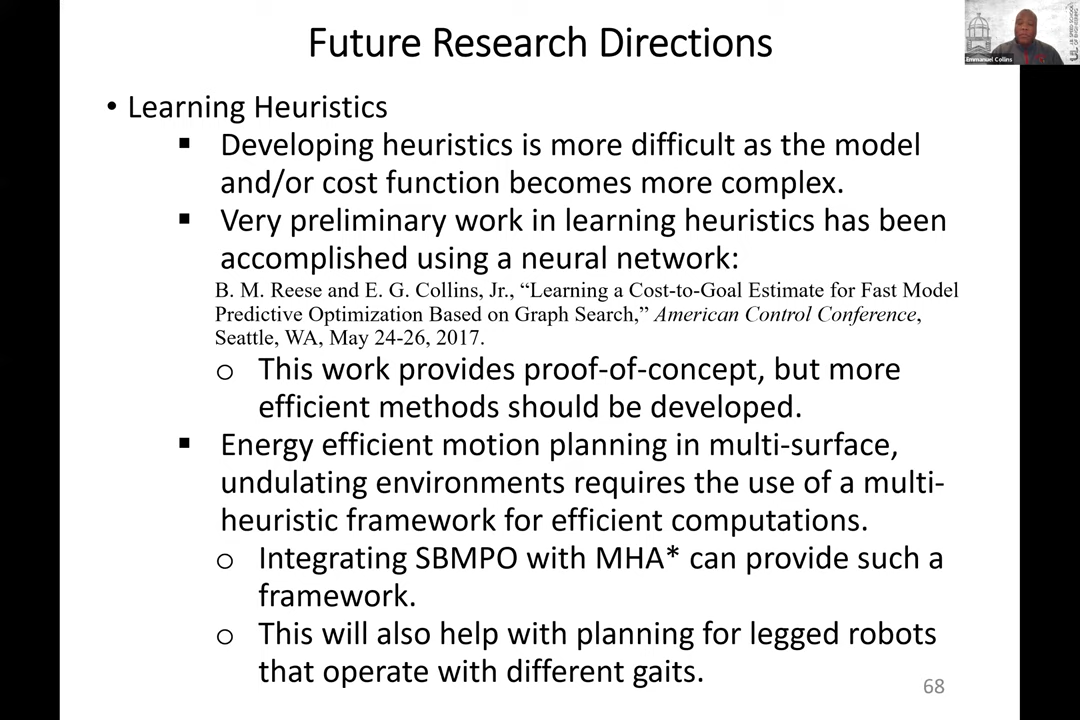 Future Research Directions
• Learning Heuristics
▪ Developing heuristics is more difficult as the model
and/or cost function becomes more complex.
▪ Very preliminary work in learning heuristics has been
accomplished using a neural network:
B. M. Reese and E. G. Collins, Jr., “Learning a Cost-to-Goal Estimate for Fast Model
Predictive Optimization Based on Graph Search,” American Control Conference,
Seattle, WA, May 24-26, 2017.
o This work provides proof-of-concept, but more
efficient methods should be developed.
▪ Energy efficient motion planning in multi-surface,
undulating environments requires the use of a multi-
heuristic framework for efficient computations.
o Integrating SBMPO with MHA* can provide such a
framework.
o This will also help with planning for legged robots
that operate with different gaits.
68
Emmanuel Collins
SPEED SCHOOL
OF ENGINEERING